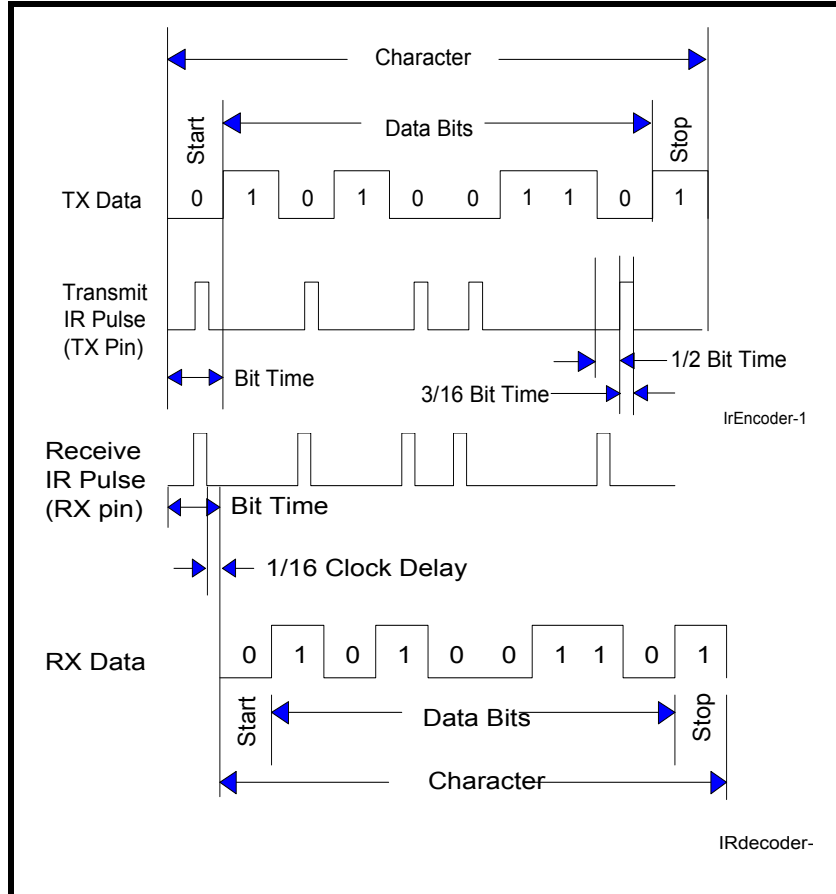 Character
Start
Data Bits
Stop
TX Data
0 1 0 1 0 0 1 1 0 1
Transmit
IR Pulse
(TX Pin)
Bit Time
1/2 Bit Time
3/16 Bit Time
IrEncoder-1
Receive
IR Pulse
(RX pin)
Bit Time
1/16 Clock Delay
RX Data
0 1 0 1 0 0 1 1 0 1
Start
Data Bits
Stop
Character
IRdecoder-